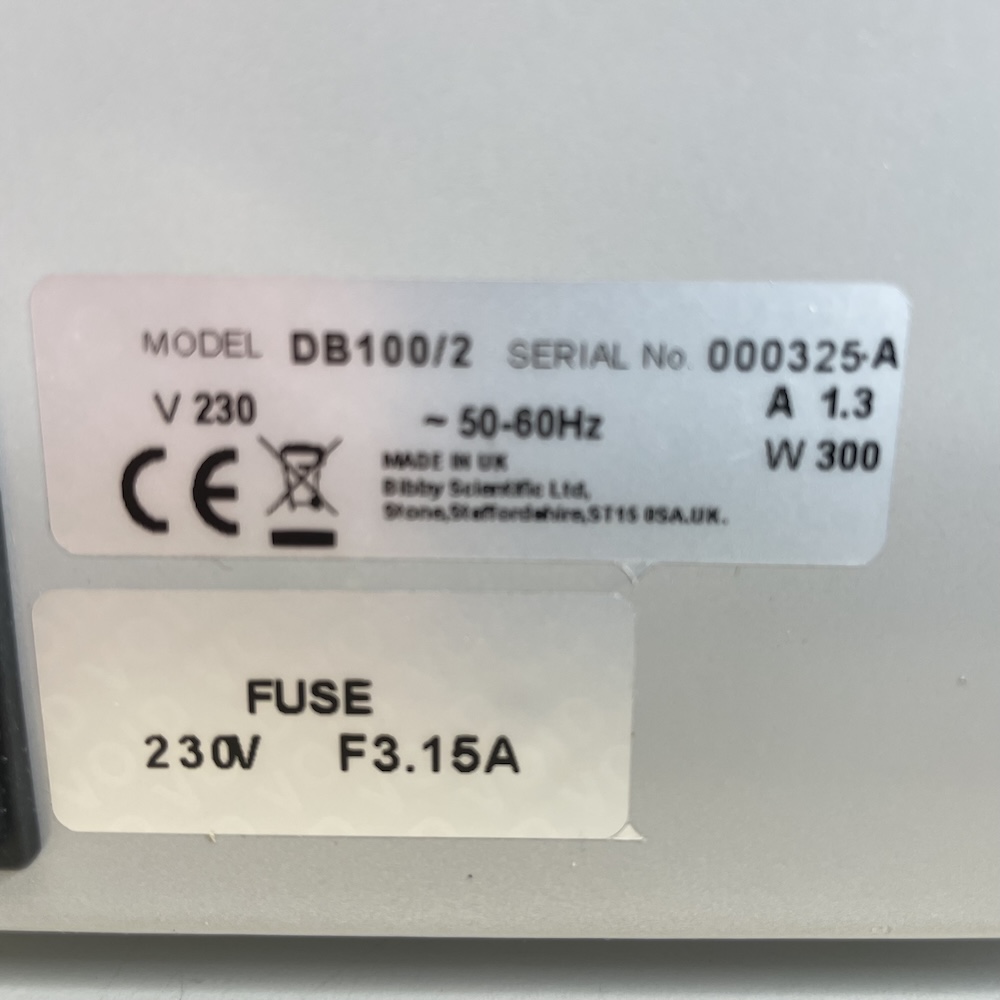 MODEL DB100/2 SERIAL No. 000325-A
V 230 ~ 50-60Hz A 1.3
W 300
CE
MADE IN UK
Bibby Scientific Ltd,
Stone,Staffordshire,ST15 0SA.UK.
FUSE
230V F3.15A